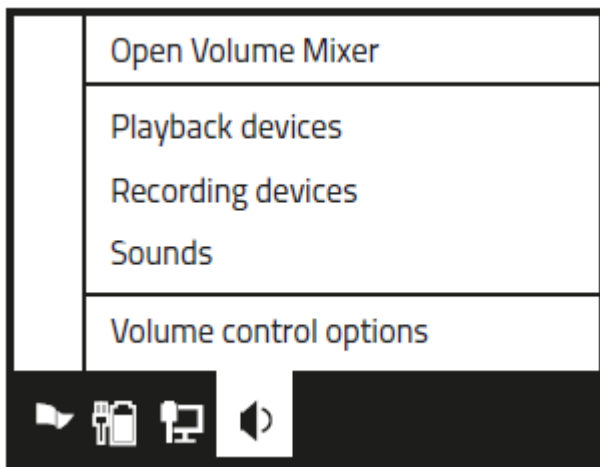 Open Volume Mixer
Playback devices
Recording devices
Sounds
Volume control options